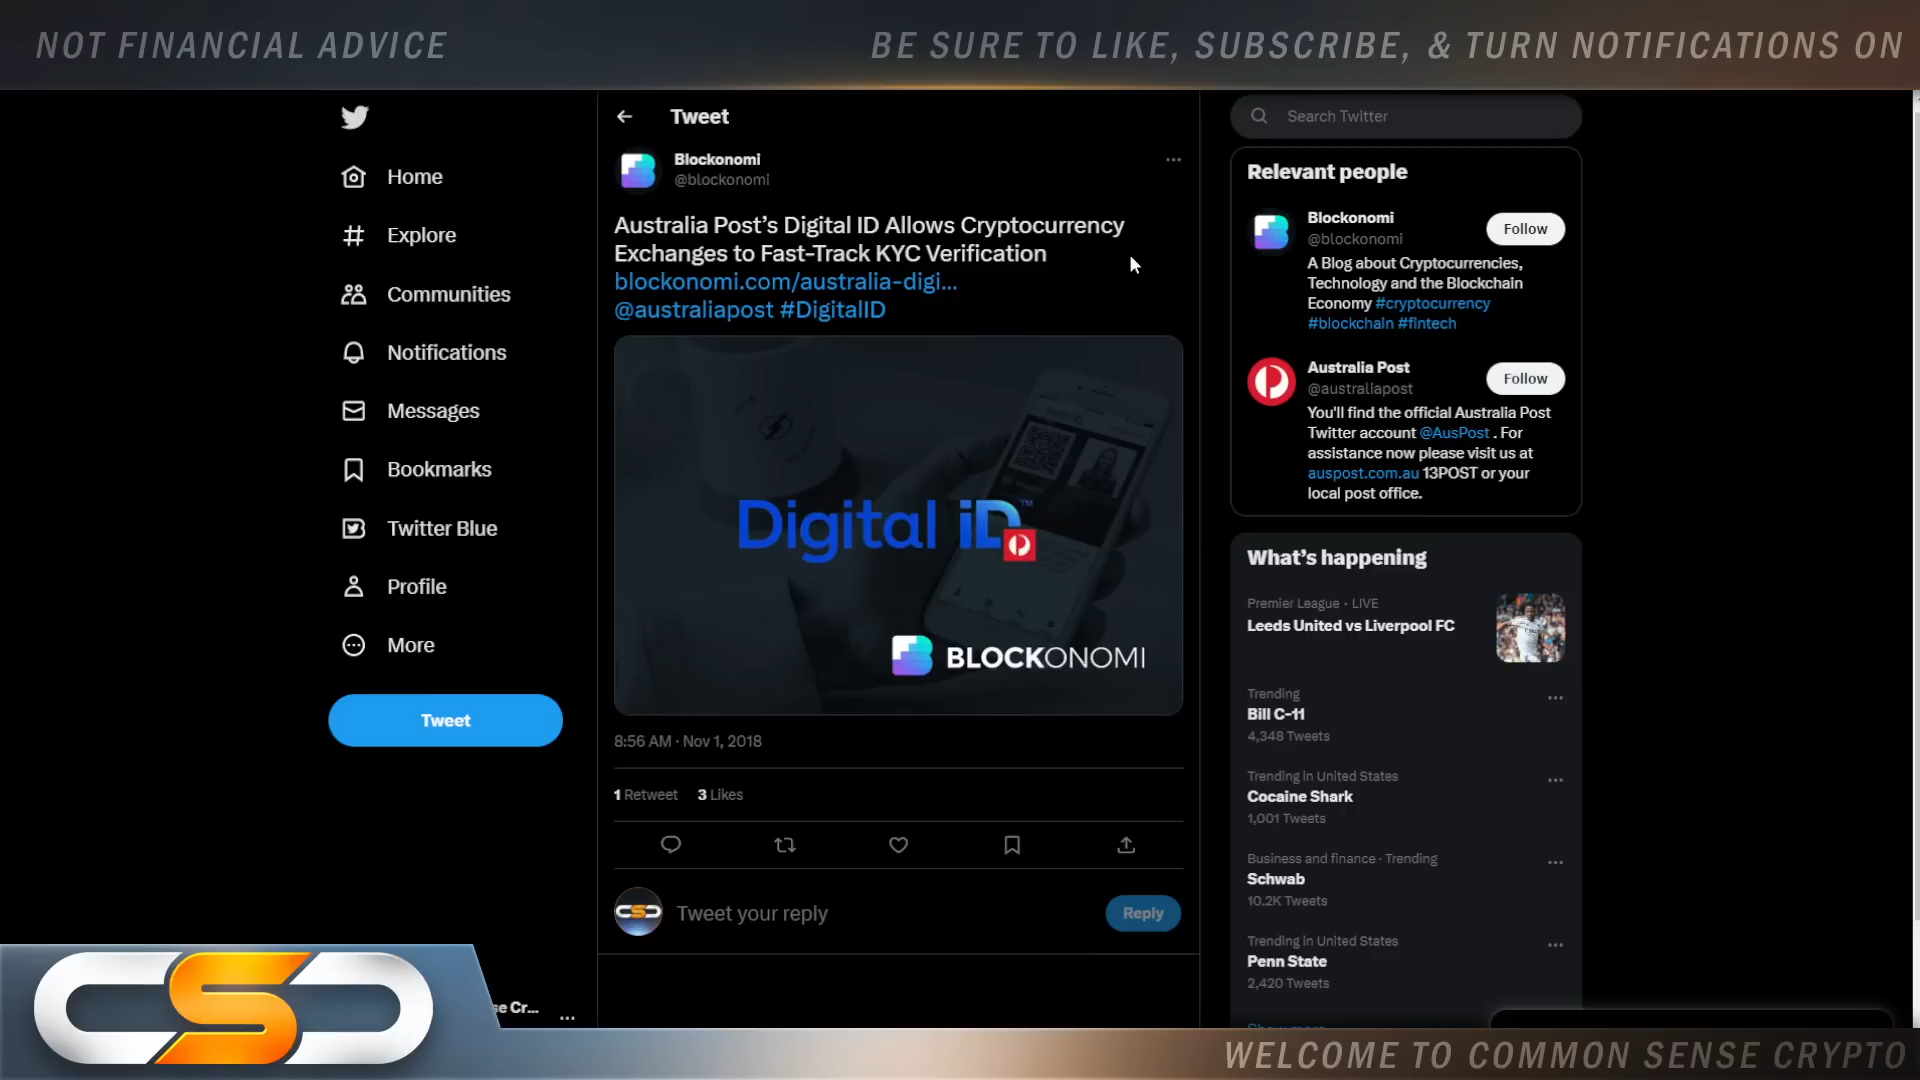 NOT FINANCIAL ADVICE
BE SURE TO LIKE, SUBSCRIBE, & TURN NOTIFICATIONS ON
Home
Explore
Communities
Notifications
Messages
Bookmarks
Twitter Blue
Profile
More
Tweet
se Cr...
Tweet
Blockonomi
@blockonomi
Australia Post’s Digital ID Allows Cryptocurrency
Exchanges to Fast-Track KYC Verification
blockonomi.com/australia-digi...
@australiapost #DigitalID
Digital iD™
BLOCKONOMI
8:56 AM · Nov 1, 2018
1 Retweet 3 Likes
Tweet your reply
Reply
Search Twitter
Relevant people
Blockonomi
@blockonomi
Follow
A Blog about Cryptocurrencies,
Technology and the Blockchain
Economy #cryptocurrency
#blockchain #fintech
Australia Post
@australiapost
Follow
You'll find the official Australia Post
Twitter account @AusPost . For
assistance now please visit us at
auspost.com.au 13POST or your
local post office.
What’s happening
Premier League · LIVE
Leeds United vs Liverpool FC
Trending
Bill C-11
4,348 Tweets
Trending in United States
Cocaine Shark
1,001 Tweets
Business and finance · Trending
Schwab
10.2K Tweets
Trending in United States
Penn State
2,420 Tweets
Show more
CSC
WELCOME TO COMMON SENSE CRYPTO